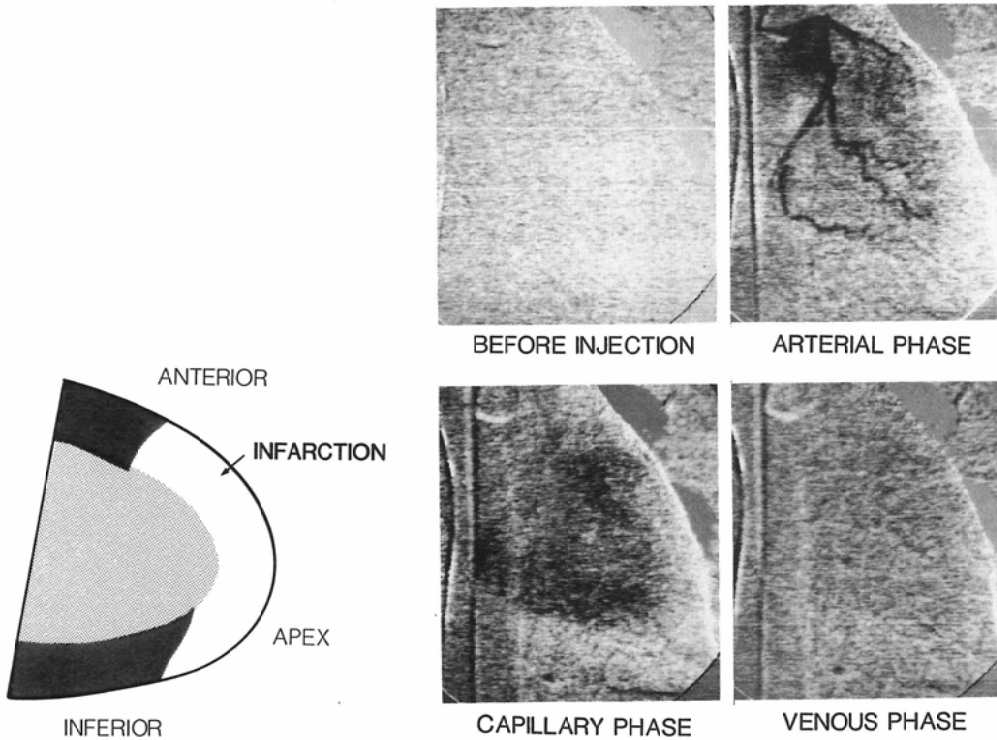 BEFORE INJECTION
ARTERIAL PHASE
ANTERIOR
INFARCTION
APEX
INFERIOR
CAPILLARY PHASE
VENOUS PHASE